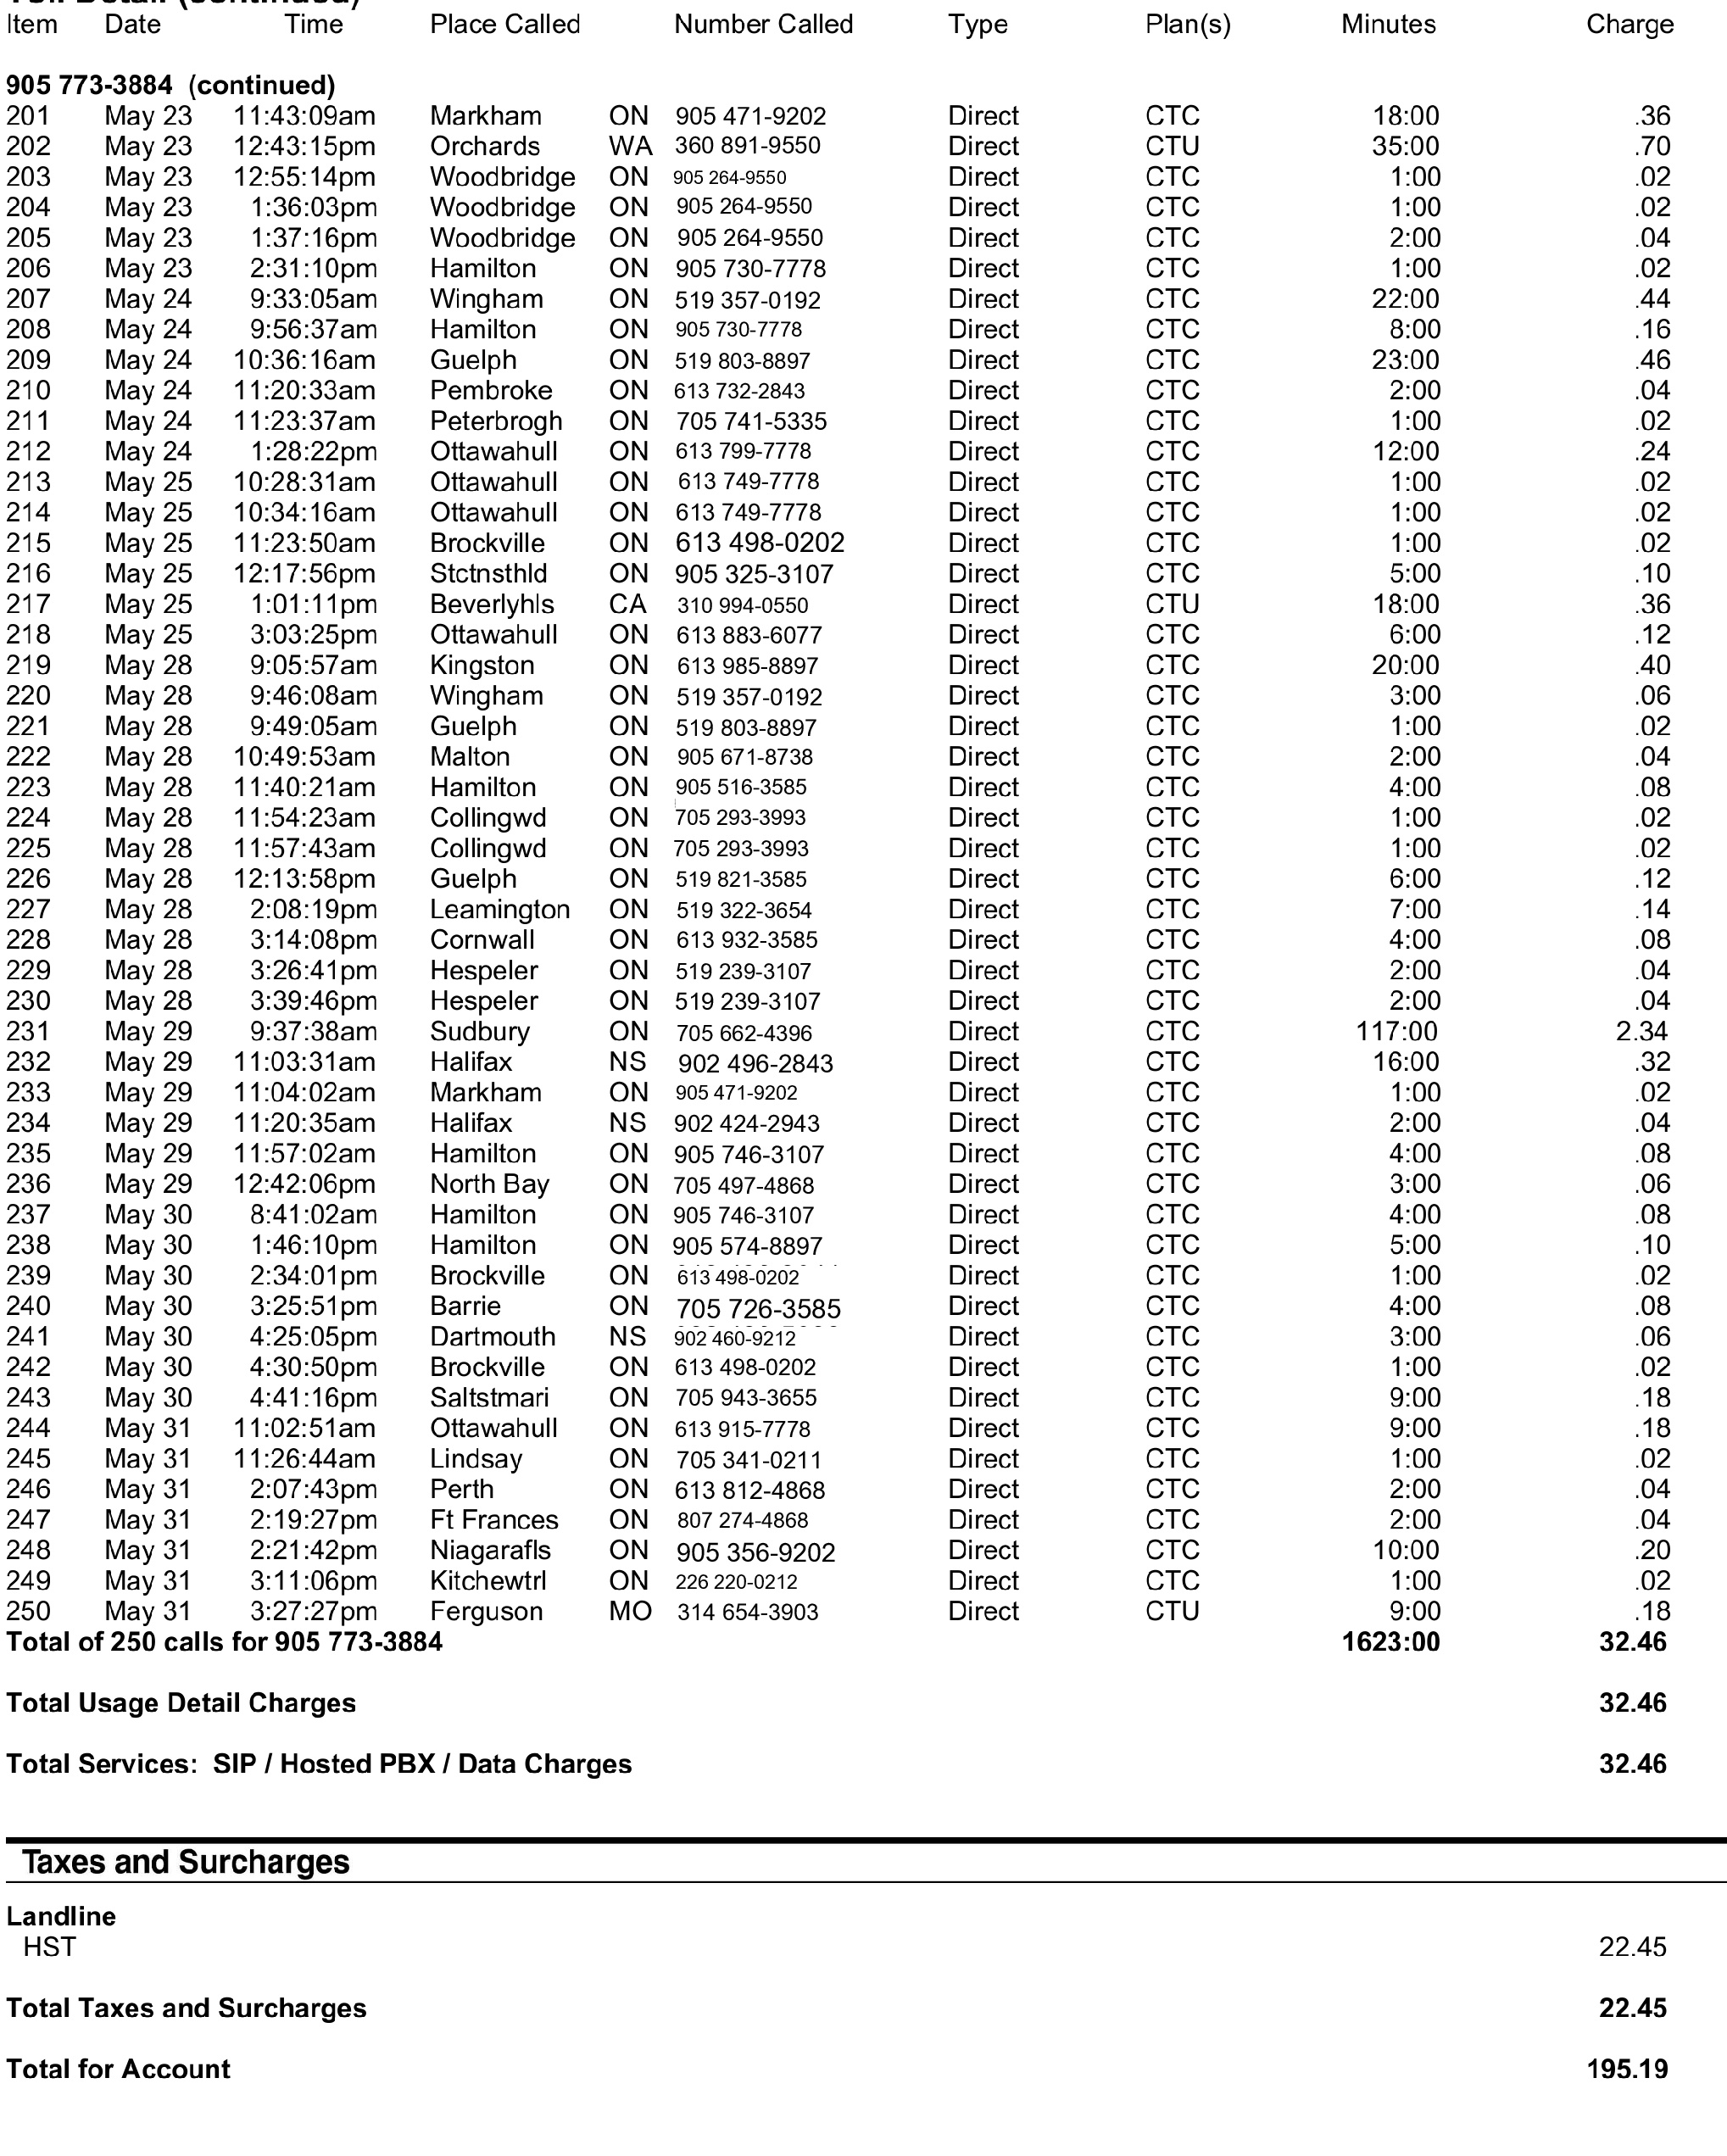 Toll Detail (continued)
Item Date Time Place Called Number Called Type Plan(s) Minutes Charge
905 773-3884 (continued)
201 May 23 11:43:09am Markham ON 905 471-9202 Direct CTC 18:00 .36
202 May 23 12:43:15pm Orchards WA 360 891-9550 Direct CTU 35:00 .70
203 May 23 12:55:14pm Woodbridge ON 905 264-9550 Direct CTC 1:00 .02
204 May 23 1:36:03pm Woodbridge ON 905 264-9550 Direct CTC 1:00 .02
205 May 23 1:37:16pm Woodbridge ON 905 264-9550 Direct CTC 2:00 .04
206 May 23 2:31:10pm Hamilton ON 905 730-7778 Direct CTC 1:00 .02
207 May 24 9:33:05am Wingham ON 519 357-0192 Direct CTC 22:00 .44
208 May 24 9:56:37am Hamilton ON 905 730-7778 Direct CTC 8:00 .16
209 May 24 10:36:16am Guelph ON 519 803-8897 Direct CTC 23:00 .46
210 May 24 11:20:33am Pembroke ON 613 732-2843 Direct CTC 2:00 .04
211 May 24 11:23:37am Peterbrogh ON 705 741-5335 Direct CTC 1:00 .02
212 May 24 1:28:22pm Ottawahull ON 613 799-7778 Direct CTC 12:00 .24
213 May 25 10:28:31am Ottawahull ON 613 749-7778 Direct CTC 1:00 .02
214 May 25 10:34:16am Ottawahull ON 613 749-7778 Direct CTC 1:00 .02
215 May 25 11:23:50am Brockville ON 613 498-0202 Direct CTC 1:00 .02
216 May 25 12:17:56pm Stctnsthld ON 905 325-3107 Direct CTC 5:00 .10
217 May 25 1:01:11pm Beverlyhls CA 310 994-0550 Direct CTU 18:00 .36
218 May 25 3:03:25pm Ottawahull ON 613 883-6077 Direct CTC 6:00 .12
219 May 28 9:05:57am Kingston ON 613 985-8897 Direct CTC 20:00 .40
220 May 28 9:46:08am Wingham ON 519 357-0192 Direct CTC 3:00 .06
221 May 28 9:49:05am Guelph ON 519 803-8897 Direct CTC 1:00 .02
222 May 28 10:49:53am Malton ON 905 671-8738 Direct CTC 2:00 .04
223 May 28 11:40:21am Hamilton ON 905 516-3585 Direct CTC 4:00 .08
224 May 28 11:54:23am Collingwd ON 705 293-3993 Direct CTC 1:00 .02
225 May 28 11:57:43am Collingwd ON 705 293-3993 Direct CTC 1:00 .02
226 May 28 12:13:58pm Guelph ON 519 821-3585 Direct CTC 6:00 .12
227 May 28 2:08:19pm Leamington ON 519 322-3654 Direct CTC 7:00 .14
228 May 28 3:14:08pm Cornwall ON 613 932-3585 Direct CTC 4:00 .08
229 May 28 3:26:41pm Hespeler ON 519 239-3107 Direct CTC 2:00 .04
230 May 28 3:39:46pm Hespeler ON 519 239-3107 Direct CTC 2:00 .04
231 May 29 9:37:38am Sudbury ON 705 662-4396 Direct CTC 117:00 2.34
232 May 29 11:03:31am Halifax NS 902 496-2843 Direct CTC 16:00 .32
233 May 29 11:04:02am Markham ON 905 471-9202 Direct CTC 1:00 .02
234 May 29 11:20:35am Halifax NS 902 424-2943 Direct CTC 2:00 .04
235 May 29 11:57:02am Hamilton ON 905 746-3107 Direct CTC 4:00 .08
236 May 29 12:42:06pm North Bay ON 705 497-4868 Direct CTC 3:00 .06
237 May 30 8:41:02am Hamilton ON 905 746-3107 Direct CTC 4:00 .08
238 May 30 1:46:10pm Hamilton ON 905 574-8897 Direct CTC 5:00 .10
239 May 30 2:34:01pm Brockville ON 613 498-0202 Direct CTC 1:00 .02
240 May 30 3:25:51pm Barrie ON 705 726-3585 Direct CTC 4:00 .08
241 May 30 4:25:05pm Dartmouth NS 902 460-9212 Direct CTC 3:00 .06
242 May 30 4:30:50pm Brockville ON 613 498-0202 Direct CTC 1:00 .02
243 May 30 4:41:16pm Saltstmari ON 705 943-3655 Direct CTC 9:00 .18
244 May 31 11:02:51am Ottawahull ON 613 915-7778 Direct CTC 9:00 .18
245 May 31 11:26:44am Lindsay ON 705 341-0211 Direct CTC 1:00 .02
246 May 31 2:07:43pm Perth ON 613 812-4868 Direct CTC 2:00 .04
247 May 31 2:19:27pm Ft Frances ON 807 274-4868 Direct CTC 2:00 .04
248 May 31 2:21:42pm Niagarafls ON 905 356-9202 Direct CTC 10:00 .20
249 May 31 3:11:06pm Kitchewtrl ON 226 220-0212 Direct CTC 1:00 .02
250 May 31 3:27:27pm Ferguson MO 314 654-3903 Direct CTU 9:00 .18
Total of 250 calls for 905 773-3884 1623:00 32.46
Total Usage Detail Charges 32.46
Total Services: SIP / Hosted PBX / Data Charges 32.46
Taxes and Surcharges
Landline
HST 22.45
Total Taxes and Surcharges 22.45
Total for Account 195.19